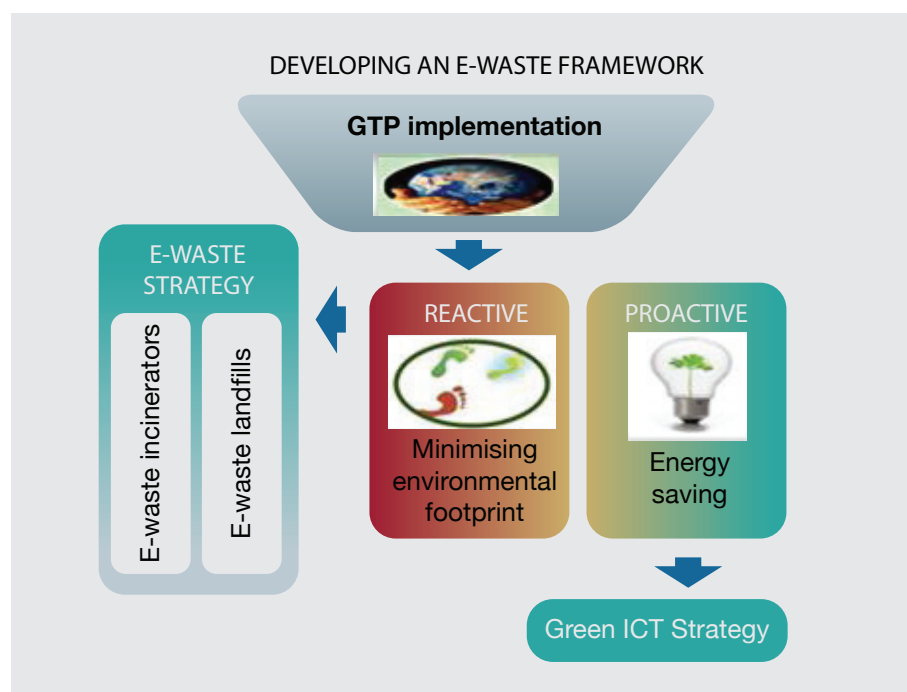 DEVELOPING AN E-WASTE FRAMEWORK
GTP implementation
E-WASTE
STRATEGY
E-waste incinerators
E-waste landfills
REACTIVE
Minimising
environmental
footprint
PROACTIVE
Energy
saving
Green ICT Strategy